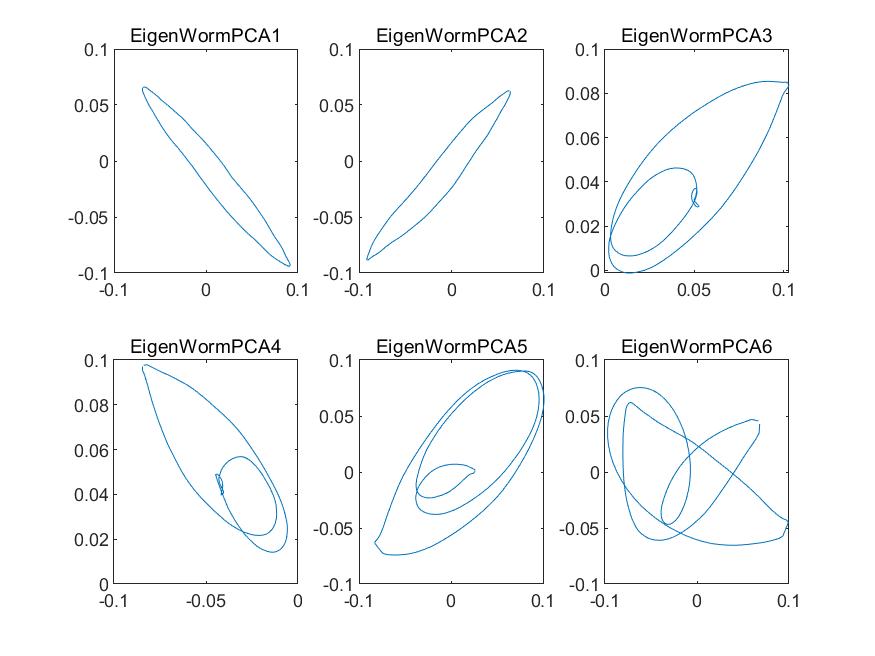 EigenWormPCA1 EigenWormPCA2 EigenWormPCA3
0.1 0.1 0.1
0.05 0.05 0.08
0 0 0.06
-0.05 -0.05 0.04
-0.1 -0.1 0.02
0
-0.1 0 0.1 -0.1 0 0.1 0 0.05 0.1
EigenWormPCA4 EigenWormPCA5 EigenWormPCA6
0.1 0.1 0.1
0.08 0.05 0.05
0.06 0 0
0.04 -0.05 -0.05
0.02 -0.1 -0.1
0
-0.1 -0.05 0 -0.1 0 0.1 -0.1 0 0.1